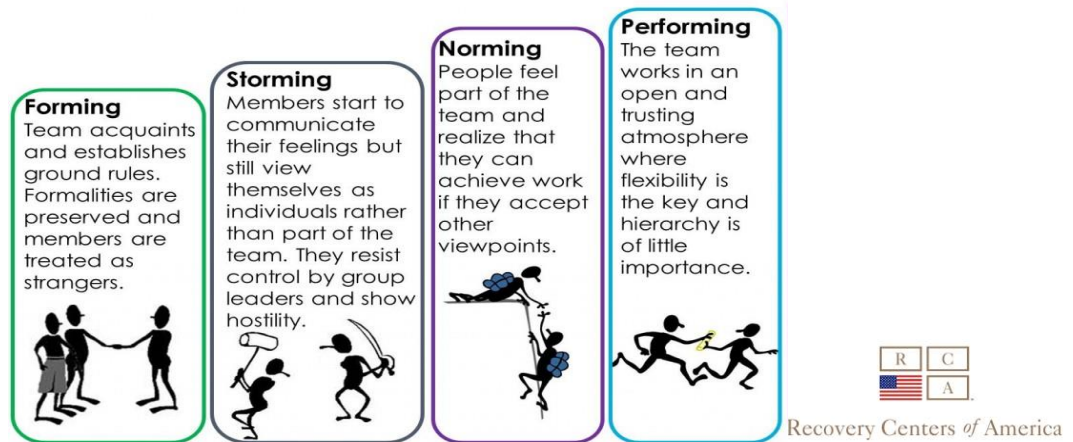 Forming
Team acquaints
and establishes
ground rules.
Formalities are
preserved and
members are
treated as
strangers.
Storming
Members start to
communicate
their feelings but
still view
themselves as
individuals rather
than part of the
team. They resist
control by group
leaders and show
hostility.
Norming
People feel
part of the
team and
realize that
they can
achieve work
if they accept
other
viewpoints.
Performing
The team
works in an
open and
trusting
atmosphere
where
flexibility is
the key and
hierarchy is
of little
importance.
R C
A
Recovery Centers of America